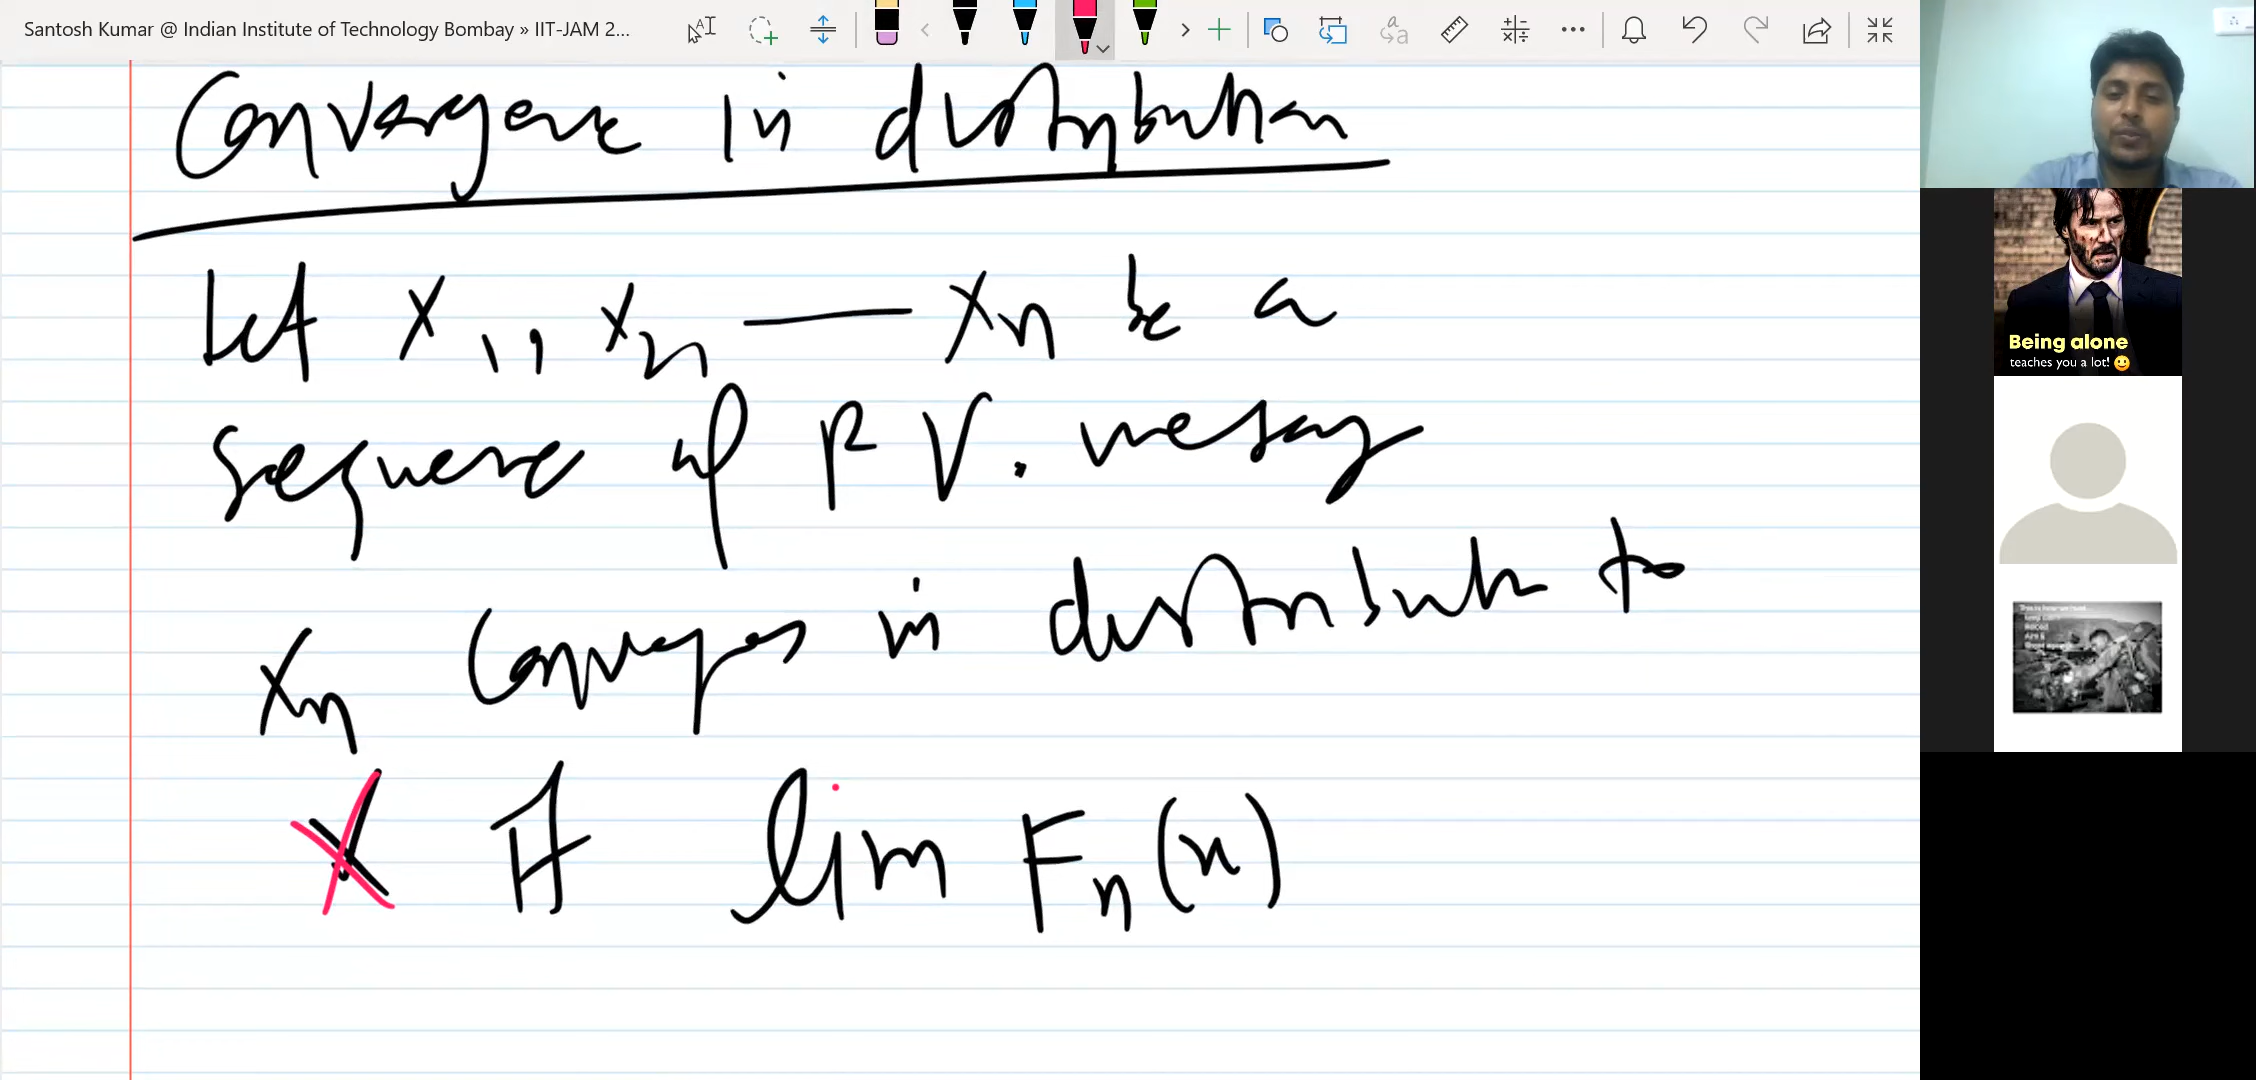 Santosh Kumar @ Indian Institute of Technology Bombay » IIT-JAM 2...
Convergence in distribution
Let X1, X2, — Xn be a
sequence of RV. we say
Xn converges in distribution to
X if lim Fn(x)
Being alone
teaches you a lot! 😀